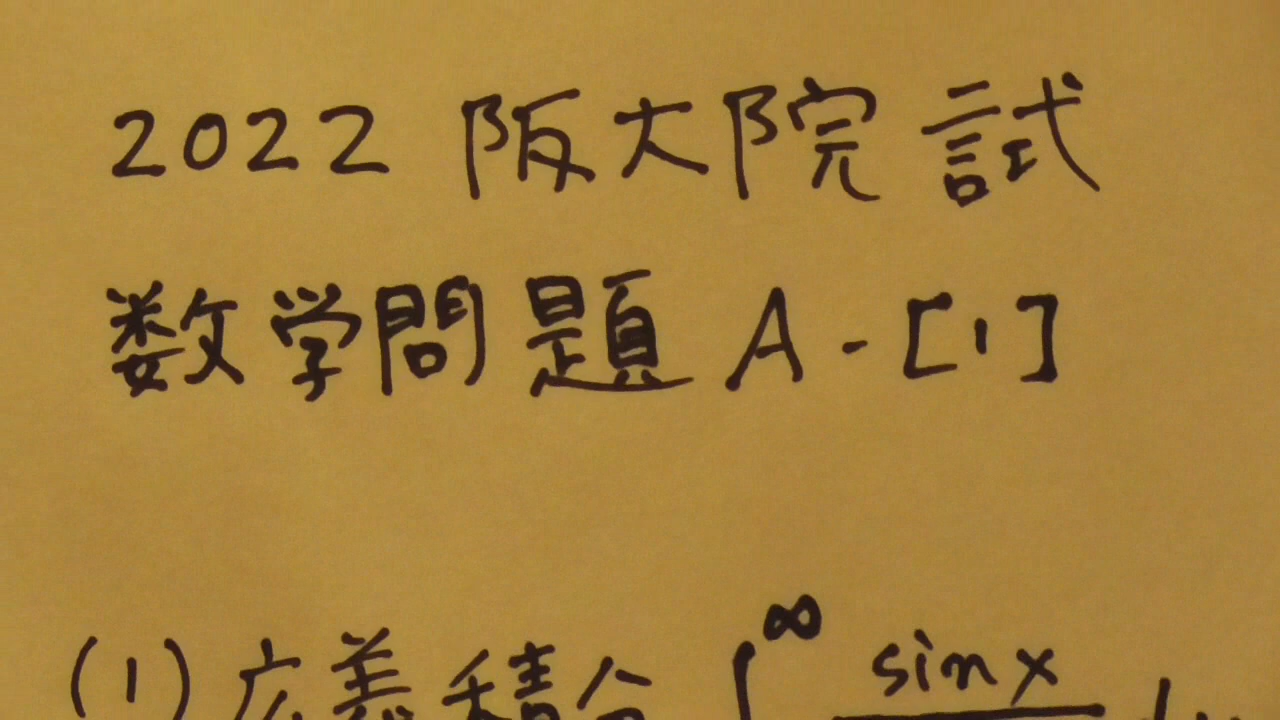 2022 阪大院試
数学問題 A-[1]
(1) 広義積分 ∫^∞ sin x